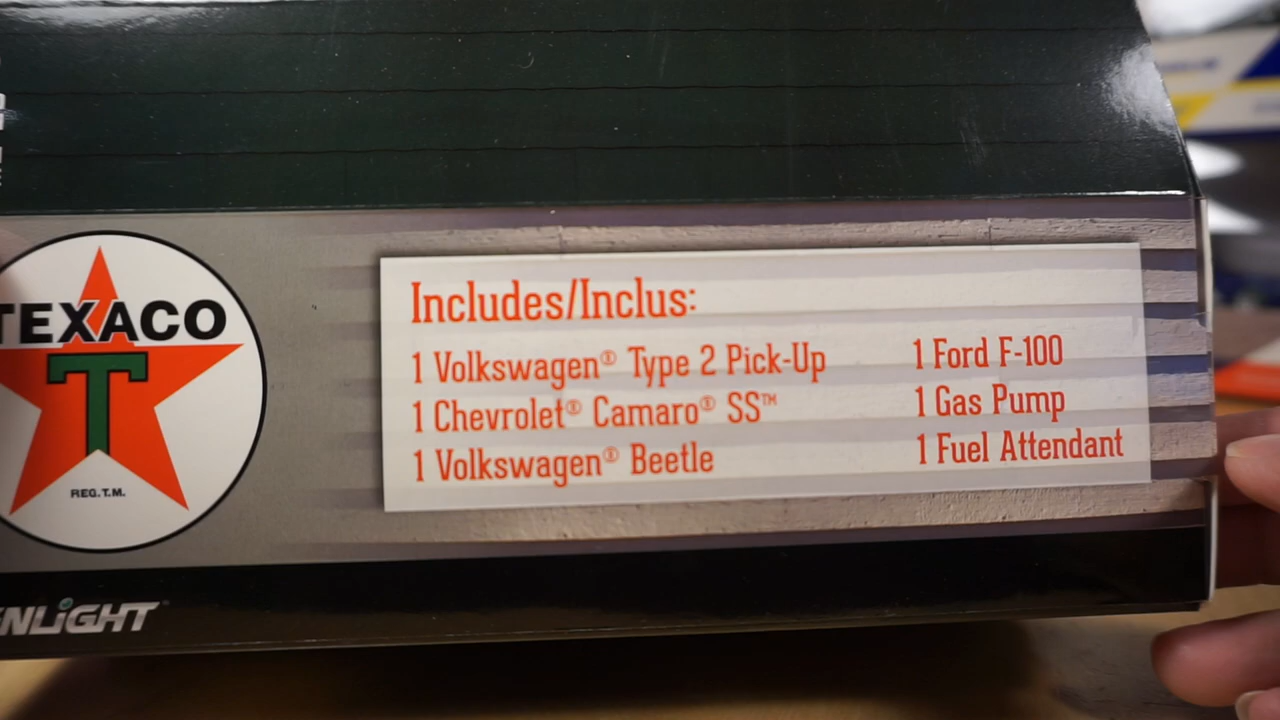 TEXACO
T
REG. T.M.
Includes/Inclus:
1 Volkswagen® Type 2 Pick-Up
1 Chevrolet® Camaro® SS™
1 Volkswagen® Beetle
1 Ford F-100
1 Gas Pump
1 Fuel Attendant